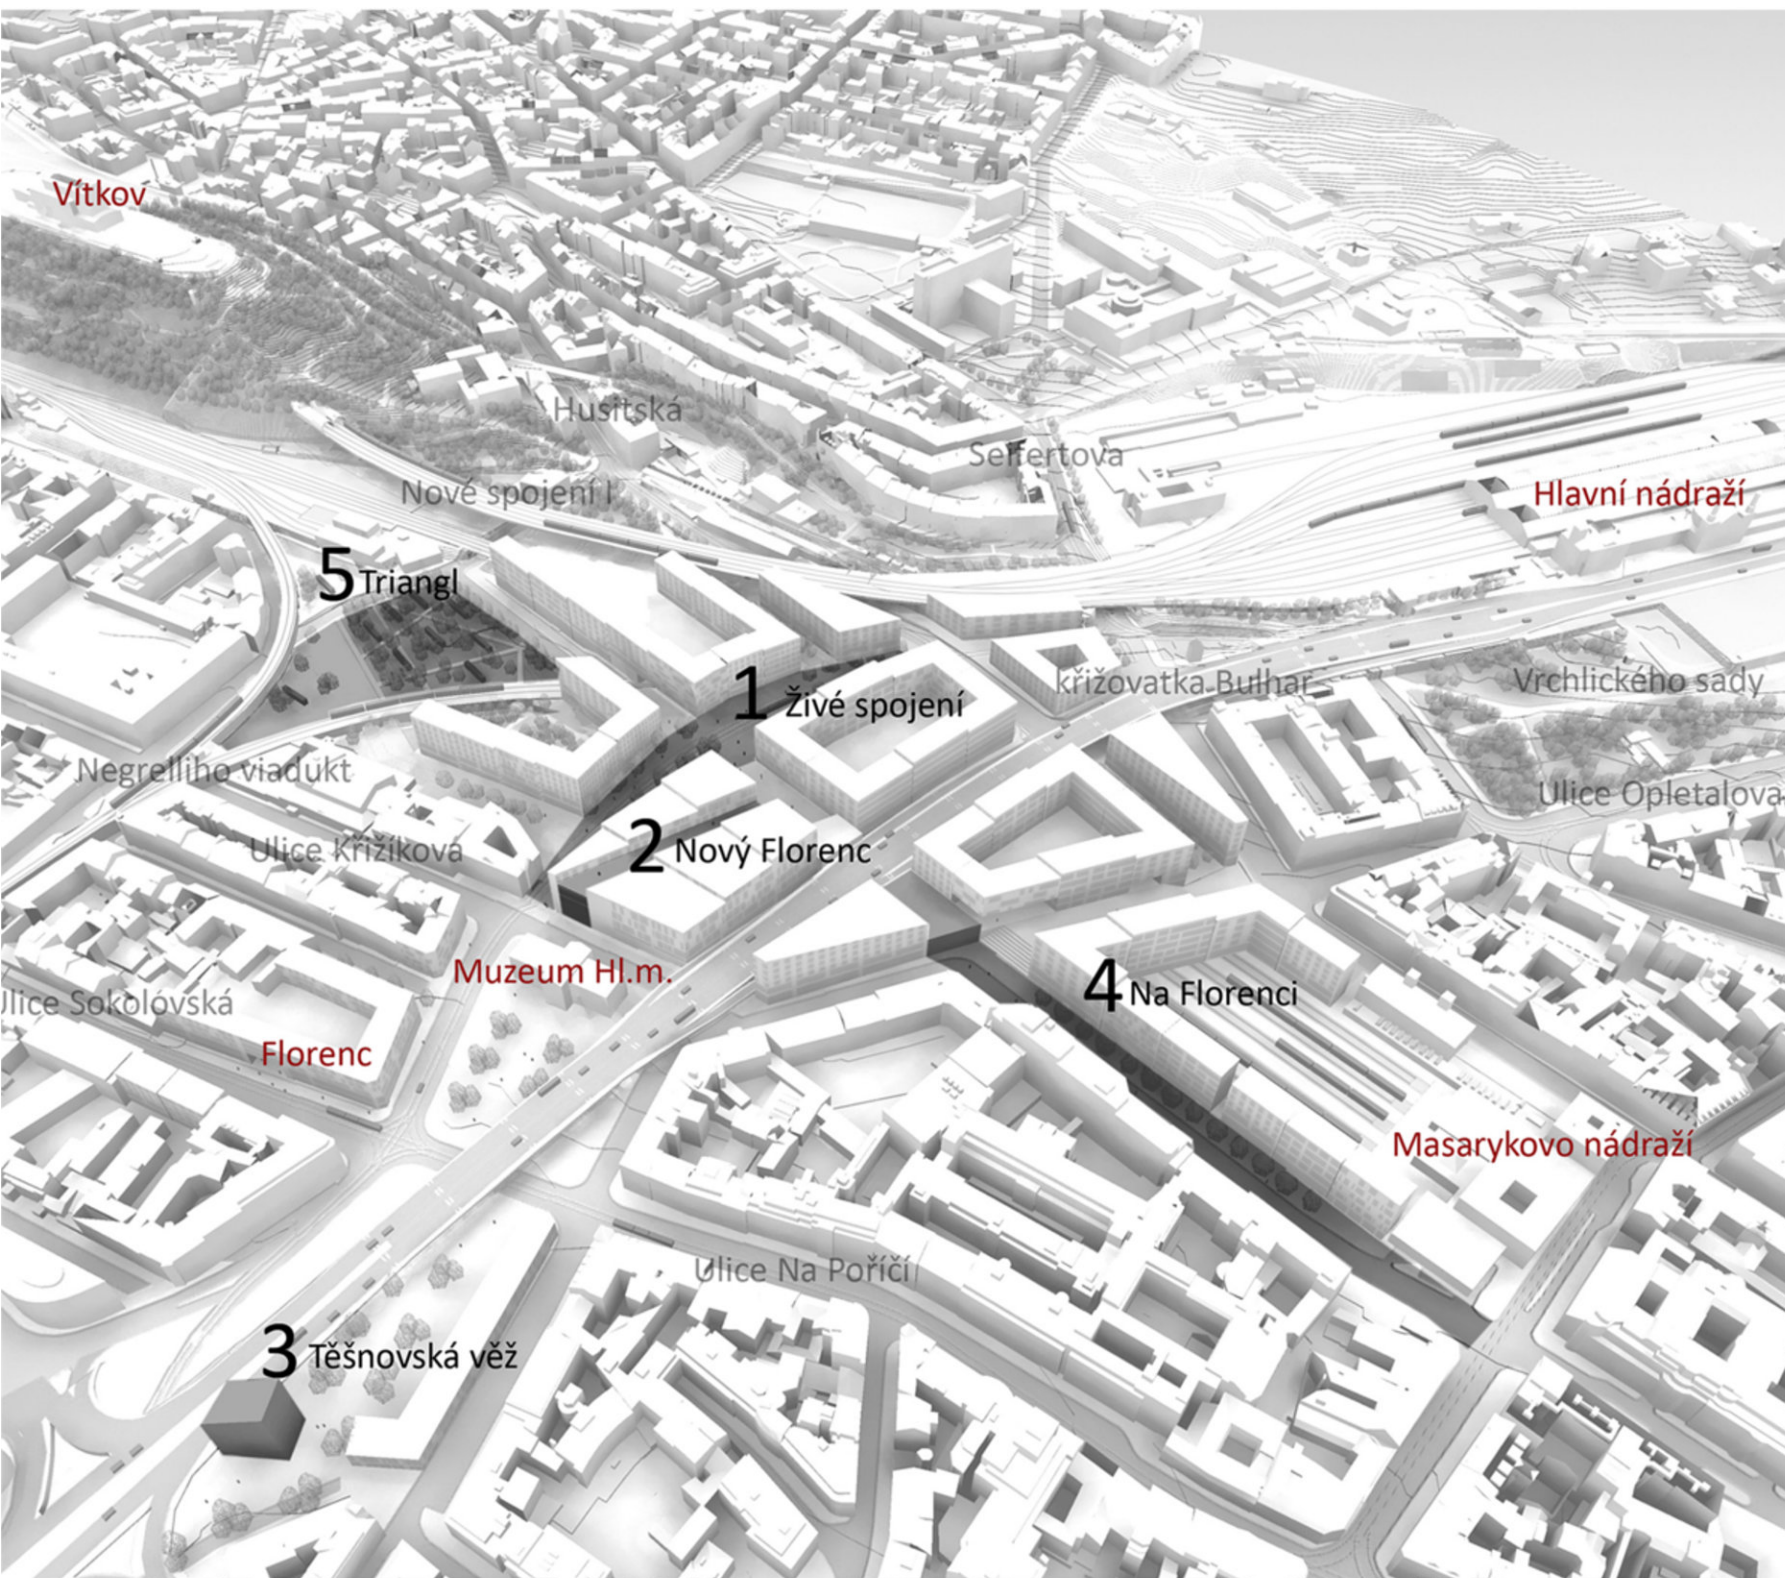 Vítkov
Husitská
Seifertova
Nové spojení I
Hlavní nádraží
5 Triangl
1 Živé spojení
křižovatka Bulhar
Vrchlického sady
Negrelliho viadukt
Ulice Opletalova
2 Nový Florenc
Ulice Křižíková
Muzeum Hl.m.
4 Na Florenci
Ulice Sokolovská
Florenc
Masarykovo nádraží
Ulice Na Poříčí
3 Těšnovská věž